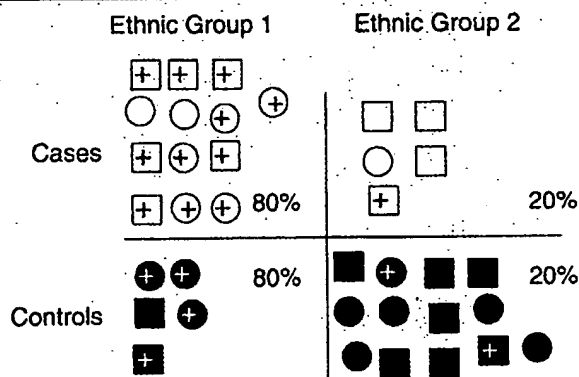 Ethnic Group 1 Ethnic Group 2
Cases
80% 20%
80% 20%
Controls